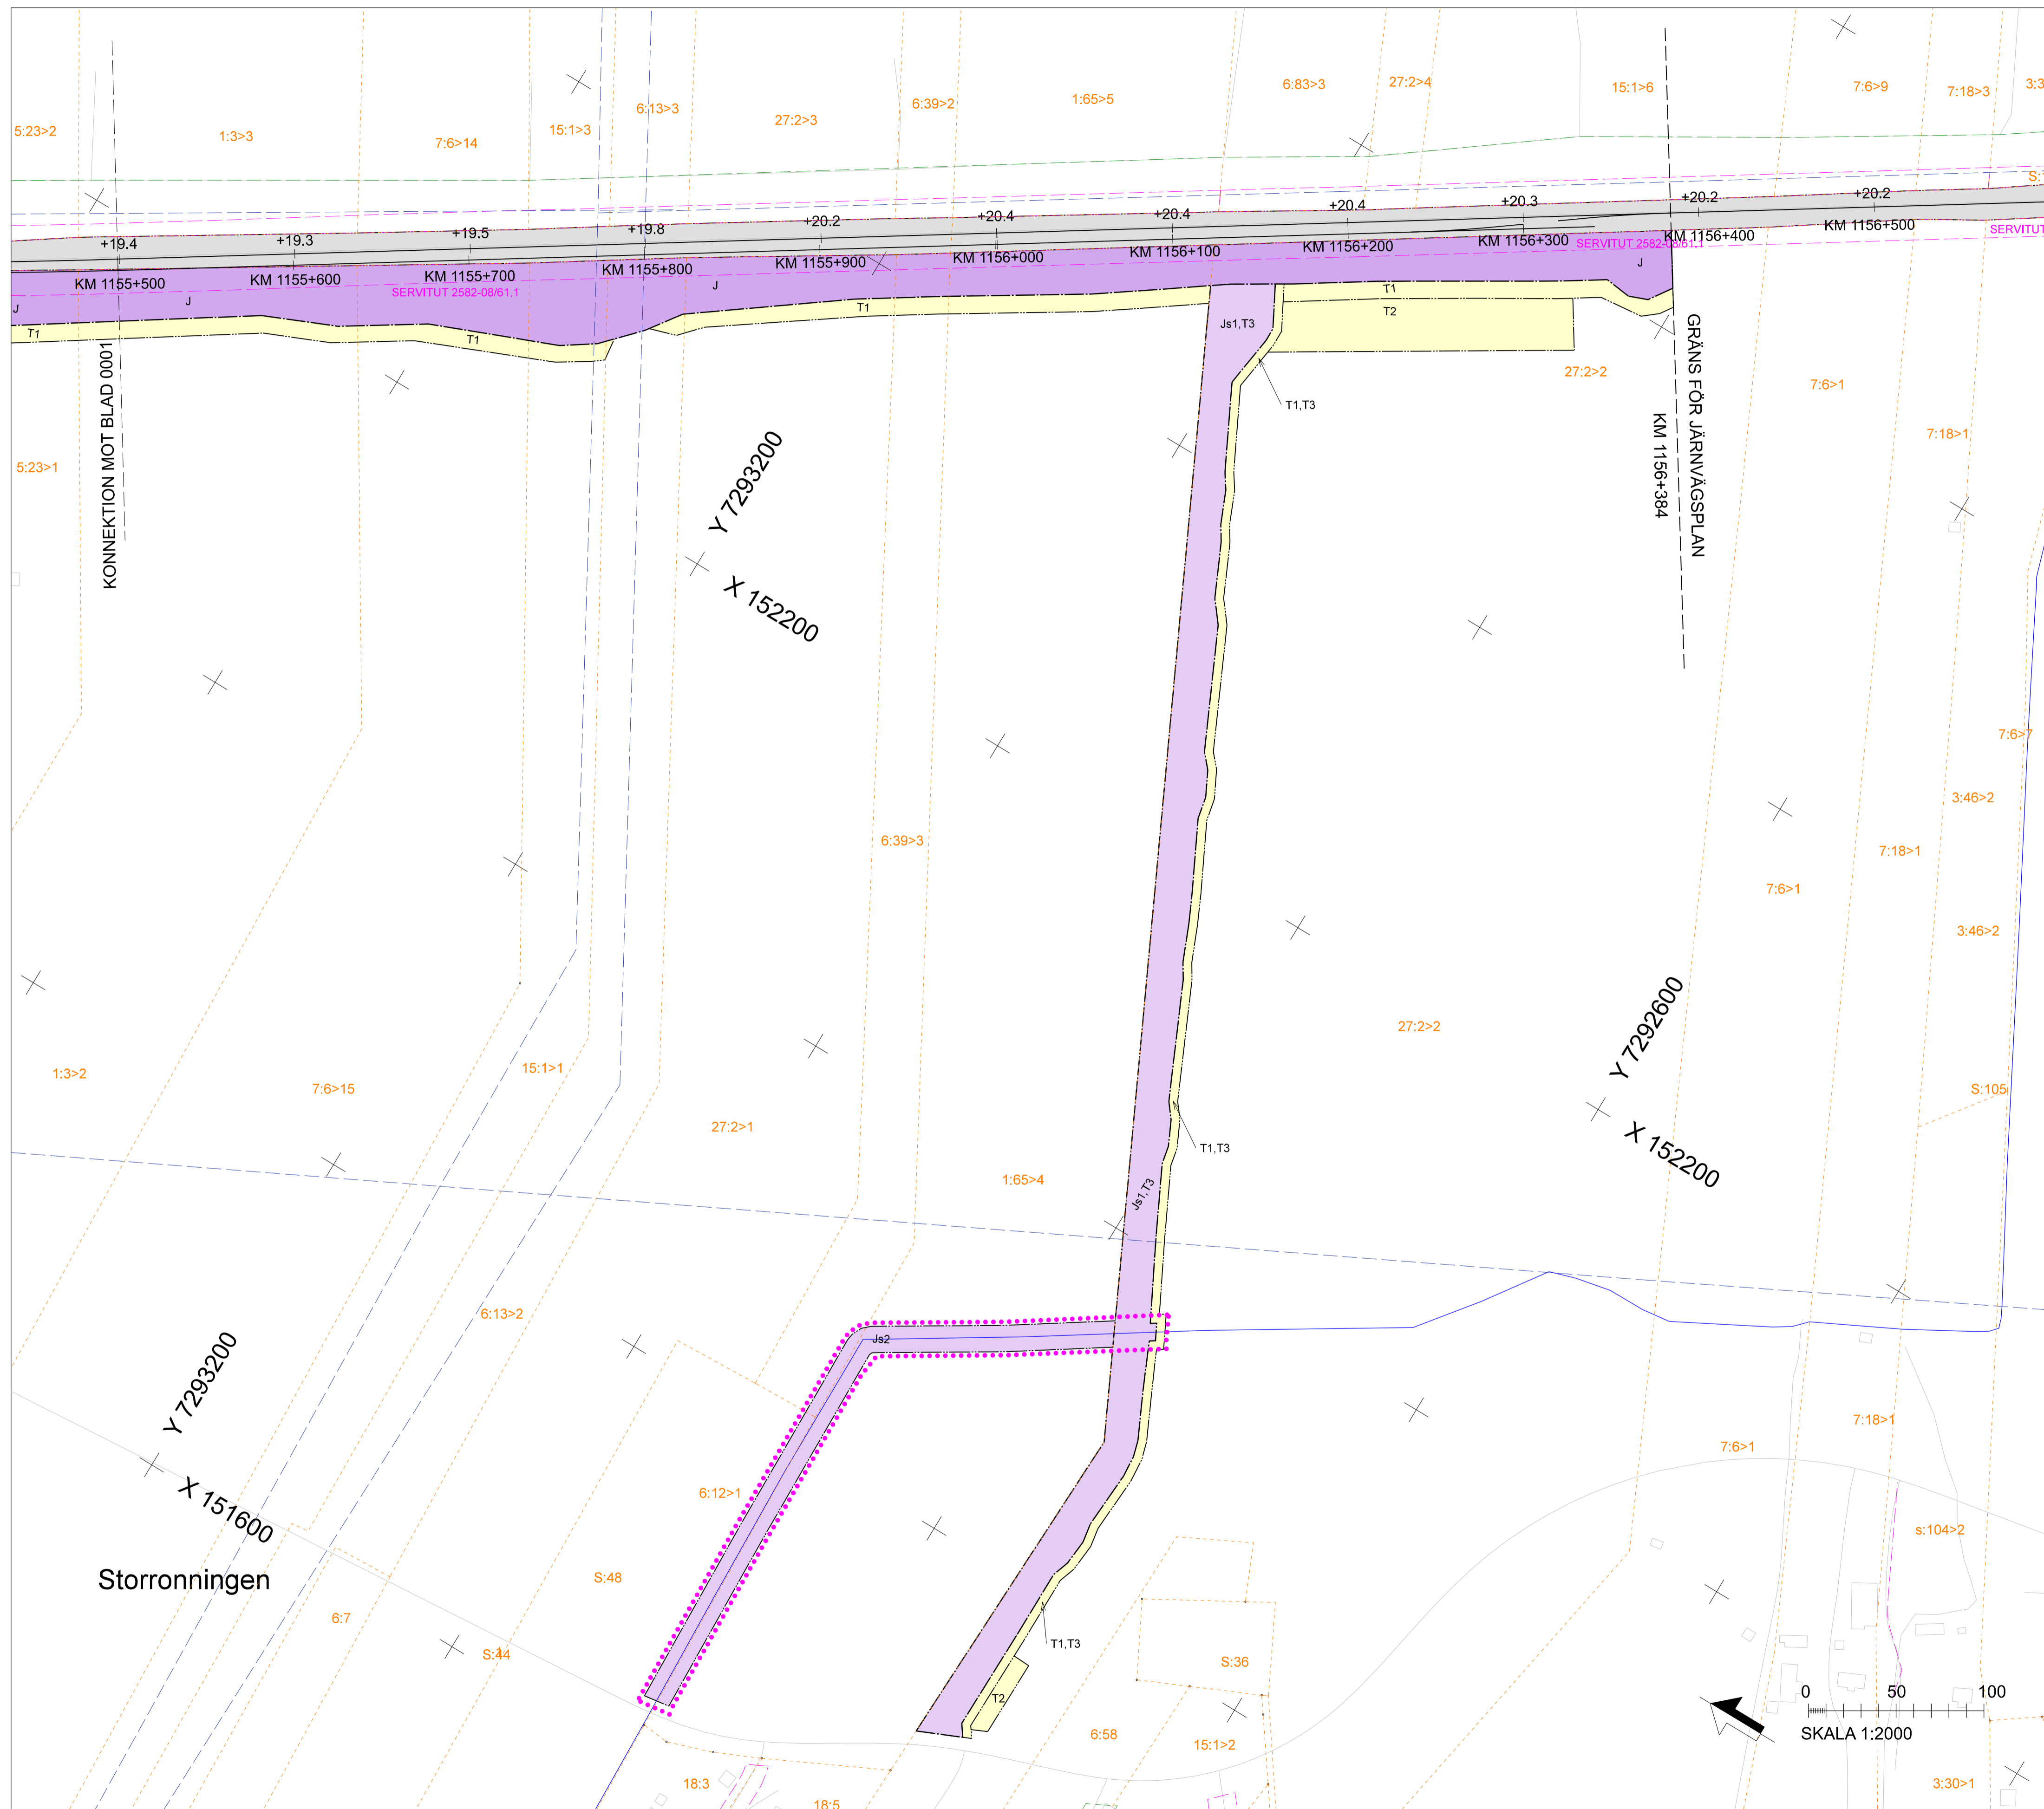 5:23>2
1:3>3
7:6>14
15:1>3
6:13>3
27:2>3
6:39>2
1:65>5
6:83>3
27:2>4
15:1>6
7:6>9
7:18>3
+19.4
+19.3
+19.5
+19.8
+20.2
+20.4
+20.4
+20.4
+20.3
+20.2
+20.2
KM 1155+500
KM 1155+600
KM 1155+700
KM 1155+800
KM 1155+900
KM 1156+000
KM 1156+100
KM 1156+200
KM 1156+300
KM 1156+400
KM 1156+500
SERVITUT 2582-08/61,1
SERVITUT 2582-08/61,1
SERVITUT
J
J
J
J
T1
T1
T1
T1
T2
Js1,T3
T1,T3
KONNEKTION MOT BLAD 0001
GRÄNS FÖR JÄRNVÄGSPLAN
KM 1156+384
27:2>2
7:6>1
7:18>1
5:23>1
Y 7293200
X 152200
7:6>7
3:46>2
6:39>3
7:18>1
7:6>1
3:46>2
27:2>2
Y 7292600
X 152200
1:3>2
7:6>15
15:1>1
S:105
27:2>1
T1,T3
1:65>4
Js1,T3
6:13>2
Js2
Y 7293200
X 151600
7:18>1
7:6>1
6:12>1
s:104>2
Storronningen
S:48
6:7
S:44
T1,T3
S:36
T2
6:58
15:1>2
0 50 100
SKALA 1:2000
18:3
18:5
3:30>1